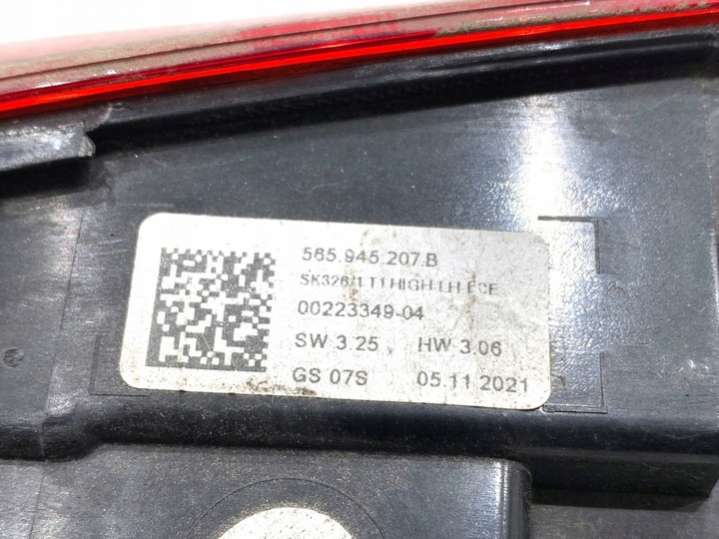 565.945.207.B
SK326/1 T1 HIGH LH ECE
00223349-04
SW 3.25 , HW 3.06
GS 07S 05.11.2021